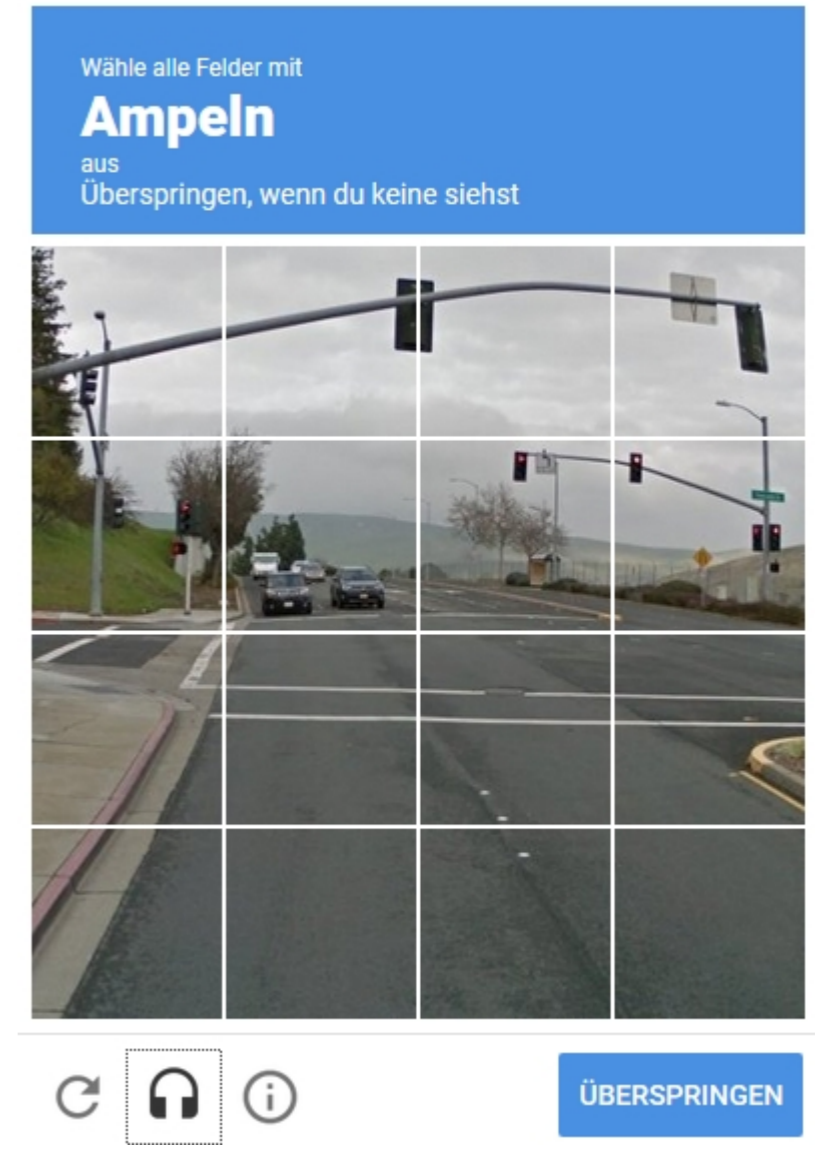 Wähle alle Felder mit
Ampeln
aus
Überspringen, wenn du keine siehst
ÜBERSPRINGEN